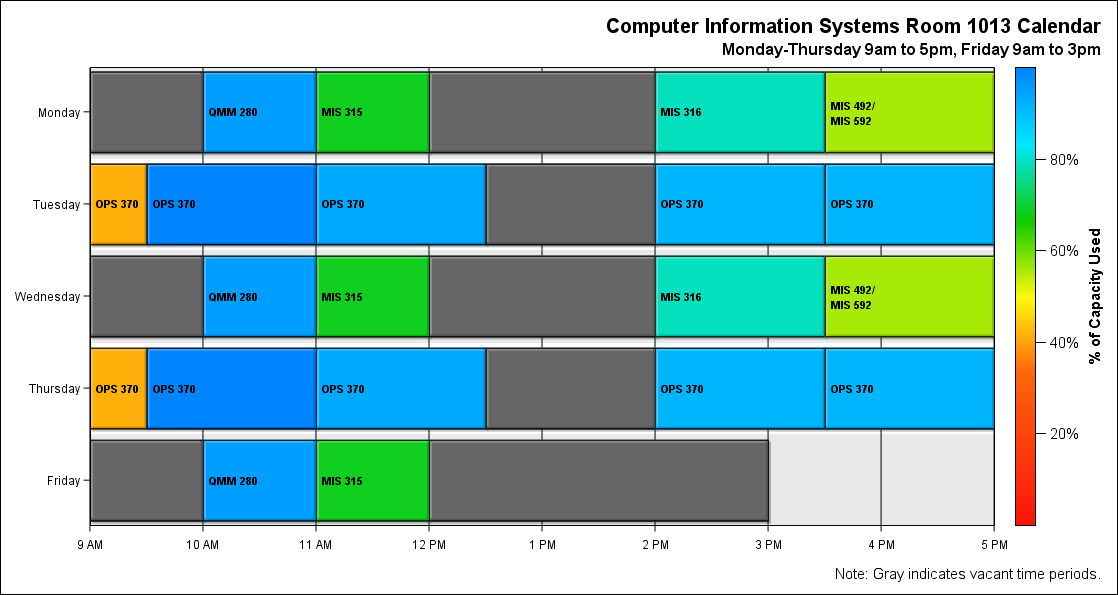 Computer Information Systems Room 1013 Calendar
Monday-Thursday 9am to 5pm, Friday 9am to 3pm
Monday
QMM 280
MIS 315
MIS 316
MIS 492/
MIS 592
Tuesday
OPS 370
OPS 370
OPS 370
OPS 370
OPS 370
Wednesday
QMM 280
MIS 315
MIS 316
MIS 492/
MIS 592
Thursday
OPS 370
OPS 370
OPS 370
OPS 370
OPS 370
Friday
QMM 280
MIS 315
9 AM
10 AM
11 AM
12 PM
1 PM
2 PM
3 PM
4 PM
5 PM
80%
60%
40%
20%
% of Capacity Used
Note: Gray indicates vacant time periods.